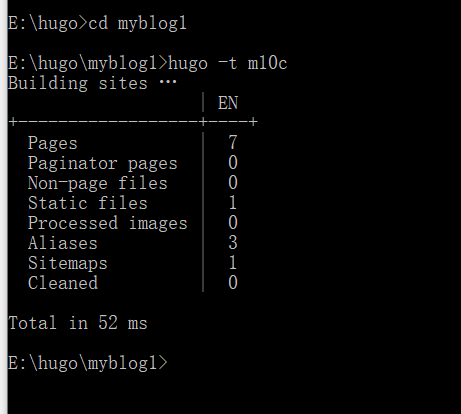 E:\hugo>cd myblog1
E:\hugo\myblog1>hugo -t m10c
Building sites …
| EN
+------------------+----+
Pages | 7
Paginator pages | 0
Non-page files | 0
Static files | 1
Processed images | 0
Aliases | 3
Sitemaps | 1
Cleaned | 0
Total in 52 ms
E:\hugo\myblog1>